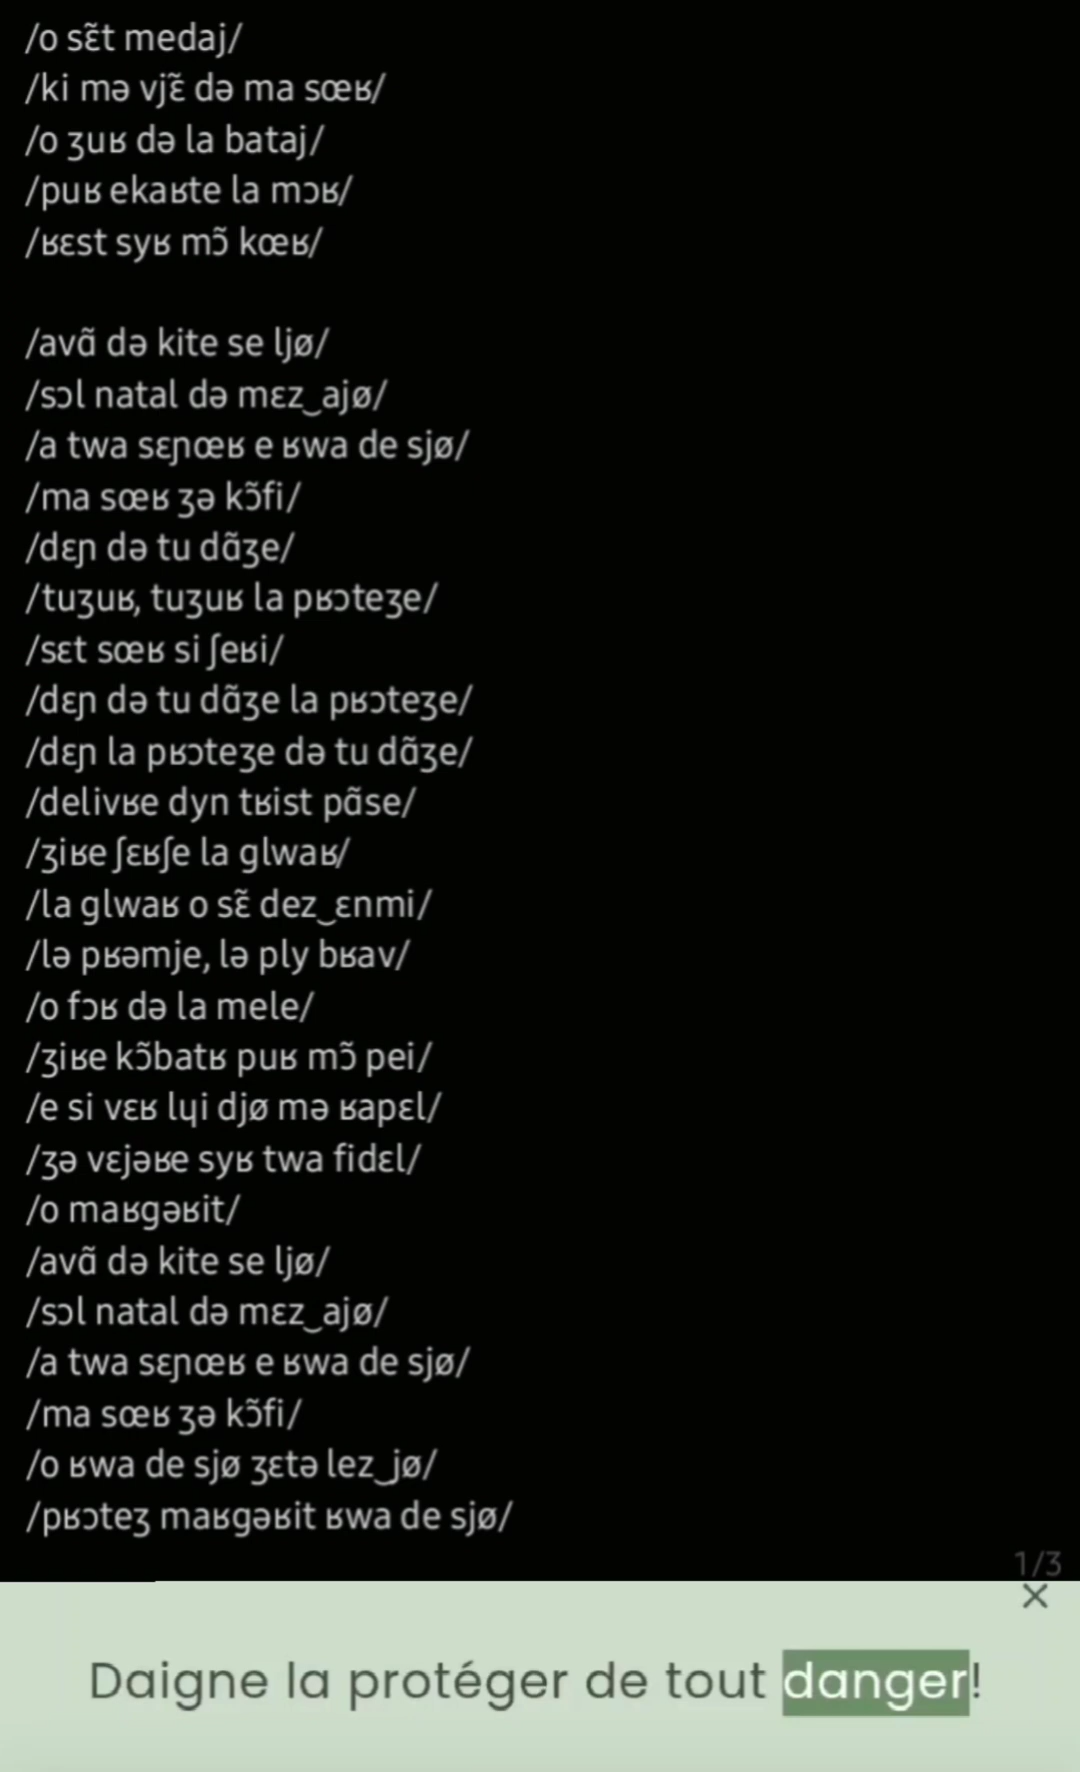 /o sɛ̃t medaj/
/ki mə vjɛ̃ də ma sœʁ/
/o ʒuʁ də la bataj/
/puʁ ekaʁte la mɔʁ/
/ʁɛst syʁ mɔ̃ kœʁ/
/avɑ̃ də kite se ljø/
/sɔl natal də mɛz‿ajø/
/a twa sɛɲœʁ e ʁwa de sjø/
/ma sœʁ ʒə kɔ̃fi/
/dɛɲ də tu dɑ̃ʒe/
/tuʒuʁ, tuʒuʁ la pʁɔteʒe/
/sɛt sœʁ si ʃeʁi/
/dɛɲ də tu dɑ̃ʒe la pʁɔteʒe/
/dɛɲ la pʁɔteʒe də tu dɑ̃ʒe/
/delivʁe dyn tʁist pɑ̃se/
/ʒiʁe ʃɛʁʃe la glwaʁ/
/la glwaʁ o sɛ̃ dez‿ɛnmi/
/lə pʁəmje, lə ply bʁav/
/o fɔʁ də la mele/
/ʒiʁe kɔ̃batʁ puʁ mɔ̃ pei/
/e si vɛʁ lɥi djø mə ʁapɛl/
/ʒə vɛjəʁe syʁ twa fidɛl/
/o maʁgəʁit/
/avɑ̃ də kite se ljø/
/sɔl natal də mɛz‿ajø/
/a twa sɛɲœʁ e ʁwa de sjø/
/ma sœʁ ʒə kɔ̃fi/
/o ʁwa de sjø ʒɛtə lez‿jø/
/pʁɔteʒ maʁgəʁit ʁwa de sjø/
1/3
×
Daigne la protéger de tout danger!